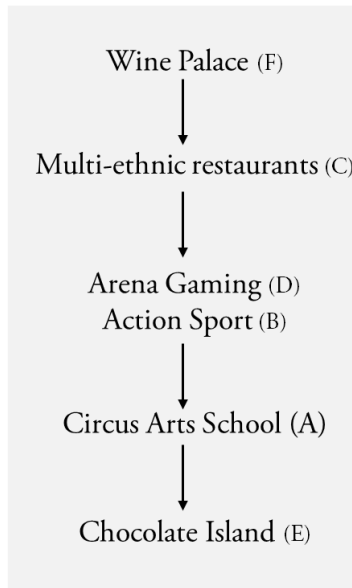 Wine Palace (F)
Multi-ethnic restaurants (C)
Arena Gaming (D)
Action Sport (B)
Circus Arts School (A)
Chocolate Island (E)